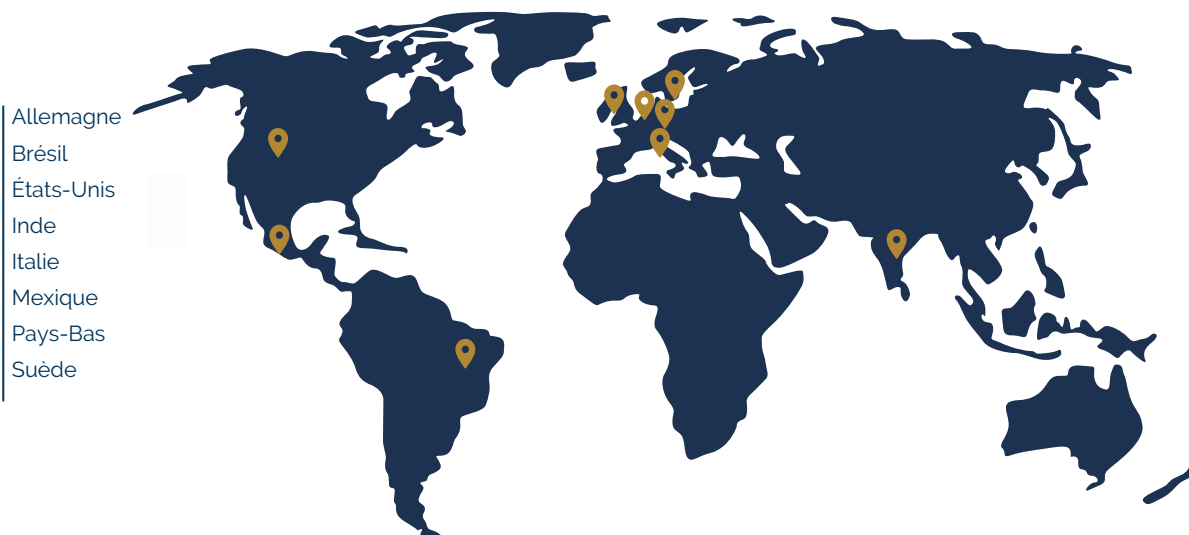 Allemagne
Brésil
États-Unis
Inde
Italie
Mexique
Pays-Bas
Suède